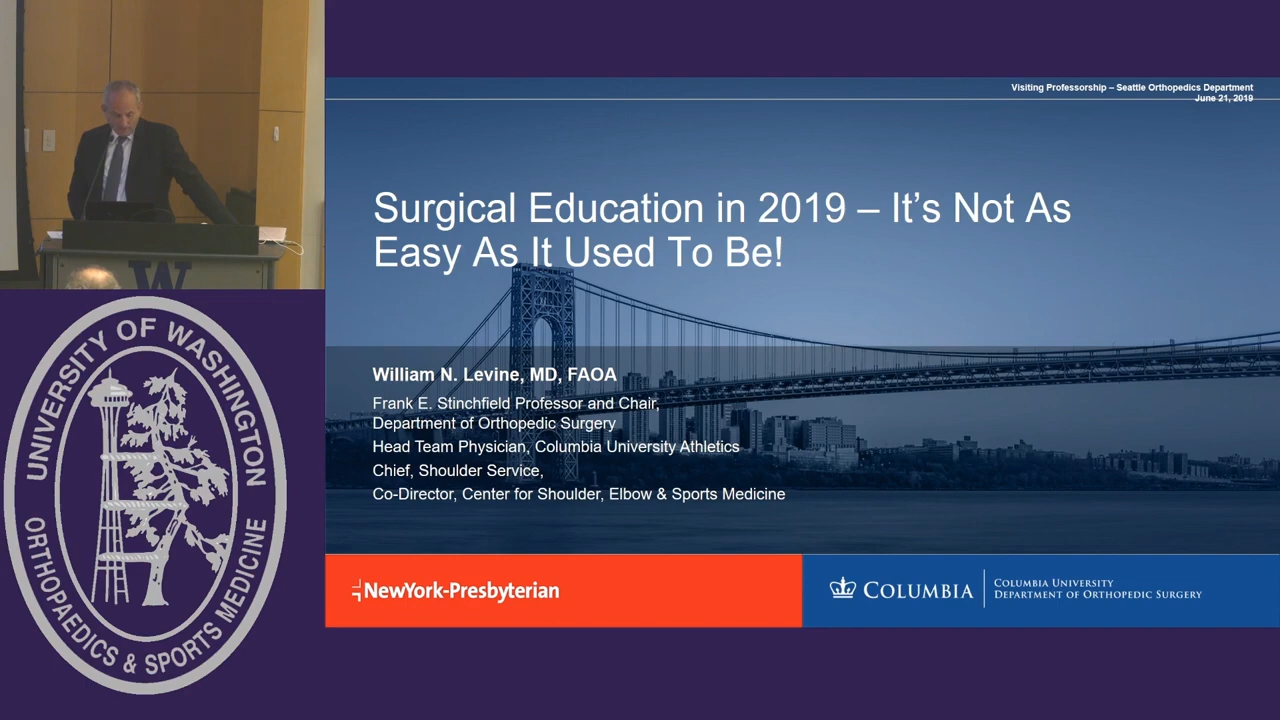 Visiting Professorship – Seattle Orthopedics Department
June 21, 2019
Surgical Education in 2019 – It’s Not As
Easy As It Used To Be!
William N. Levine, MD, FAOA
Frank E. Stinchfield Professor and Chair,
Department of Orthopedic Surgery
Head Team Physician, Columbia University Athletics
Chief, Shoulder Service,
Co-Director, Center for Shoulder, Elbow & Sports Medicine
NewYork-Presbyterian
COLUMBIA
COLUMBIA UNIVERSITY
DEPARTMENT OF ORTHOPEDIC SURGERY
W
UNIVERSITY OF WASHINGTON
ORTHOPAEDICS & SPORTS MEDICINE